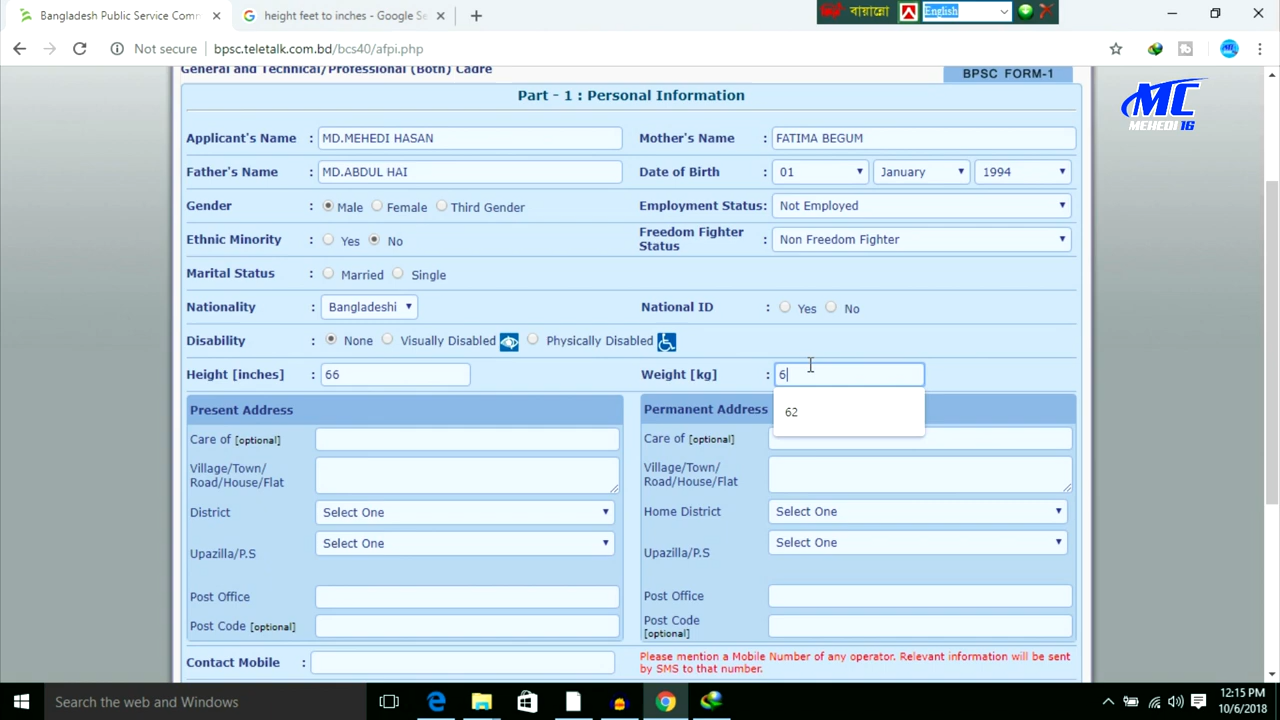 Bangladesh Public Service Comm
height feet to inches - Google Se
বায়ান্নো
English
Not secure
bpsc.teletalk.com.bd/bcs40/afpi.php
General and Technical/Professional (Both) Cadre
BPSC FORM-1
MC
MEHEDI 16
Part - 1 : Personal Information
Applicant's Name : MD.MEHEDI HASAN
Mother's Name : FATIMA BEGUM
Father's Name : MD.ABDUL HAI
Date of Birth : 01 January 1994
Gender : Male Female Third Gender
Employment Status: Not Employed
Ethnic Minority : Yes No
Freedom Fighter
Status : Non Freedom Fighter
Marital Status : Married Single
Nationality : Bangladeshi
National ID : Yes No
Disability : None Visually Disabled Physically Disabled
Height [inches] : 66
Weight [kg] : 6
62
Present Address
Permanent Address
Care of [optional]
Care of [optional]
Village/Town/
Road/House/Flat
Village/Town/
Road/House/Flat
District Select One
Home District Select One
Upazilla/P.S Select One
Upazilla/P.S Select One
Post Office
Post Office
Post Code [optional]
Post Code
[optional]
Contact Mobile :
Please mention a Mobile Number of any operator. Relevant information will be sent
by SMS to that number.
Search the web and Windows
12:15 PM
10/6/2018